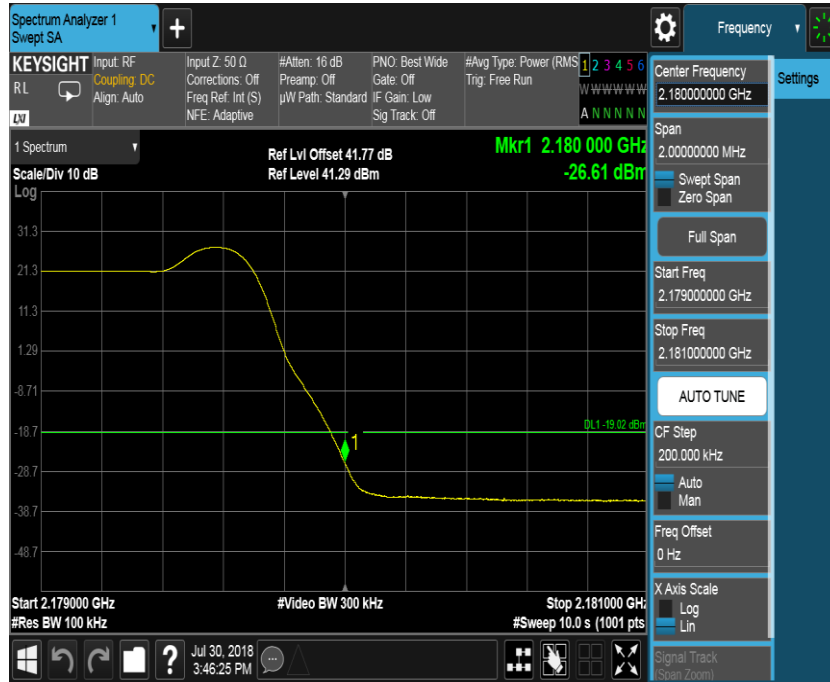 Spectrum Analyzer 1
Swept SA
+
Frequency
KEYSIGHT
RL
LXI
Input: RF
Coupling: DC
Align: Auto
Input Z: 50 Ω
Corrections: Off
Freq Ref: Int (S)
NFE: Adaptive
#Atten: 16 dB
Preamp: Off
µW Path: Standard
PNO: Best Wide
Gate: Off
IF Gain: Low
Sig Track: Off
#Avg Type: Power (RMS
Trig: Free Run
1 2 3 4 5 6
W W W W W W
A N N N N N
1 Spectrum
Scale/Div 10 dB
Log
Ref Lvl Offset 41.77 dB
Ref Level 41.29 dBm
Mkr1 2.180 000 GHz
-26.61 dBm
31.3
21.3
11.3
1.29
-8.71
-18.7
-28.7
-38.7
-48.7
DL1 -19.02 dBm
1
Start 2.179000 GHz
#Res BW 100 kHz
#Video BW 300 kHz
Stop 2.181000 GHz
#Sweep 10.0 s (1001 pts
Center Frequency
2.180000000 GHz
Span
2.00000000 MHz
Swept Span
Zero Span
Full Span
Start Freq
2.179000000 GHz
Stop Freq
2.181000000 GHz
AUTO TUNE
CF Step
200.000 kHz
Auto
Man
Freq Offset
0 Hz
X Axis Scale
Log
Lin
Signal Track
(Span Zoom)
Settings
?
Jul 30, 2018
3:46:25 PM